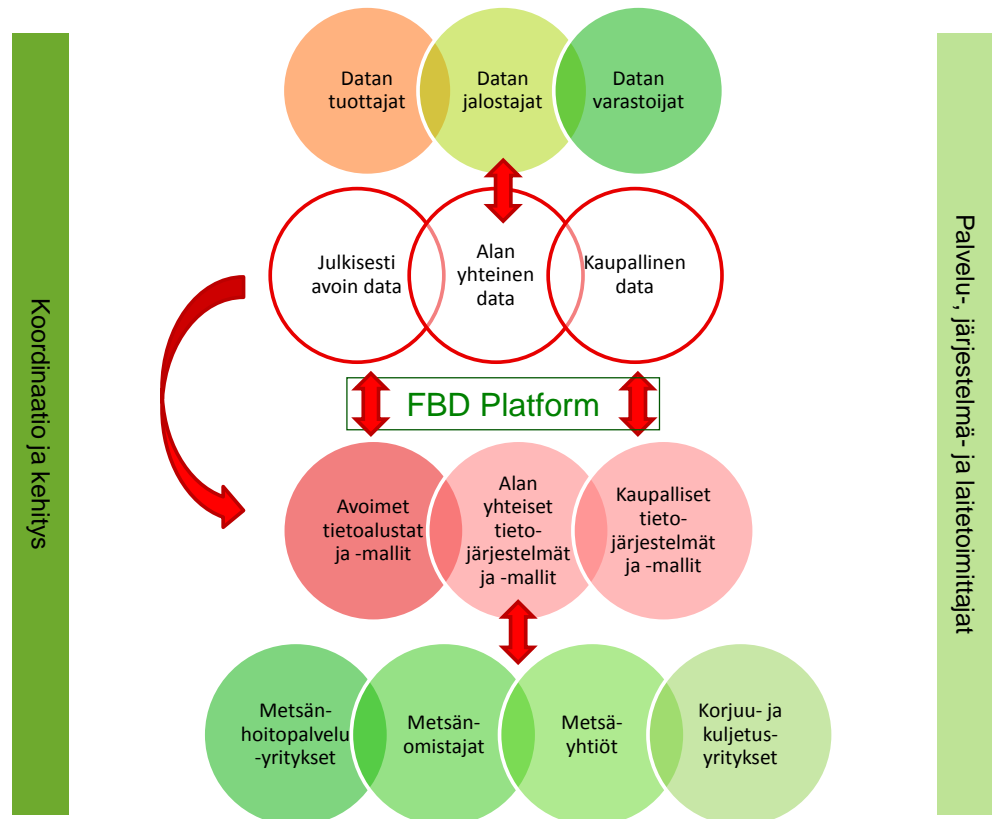 Koordinaatio ja kehitys
Datan
tuottajat
Datan
jalostajat
Datan
varastoijat
Julkisesti
avoin data
Alan
yhteinen
data
Kaupallinen
data
FBD Platform
Avoimet
tietoalustat
ja -mallit
Alan
yhteiset
tieto-
järjestelmät
ja -mallit
Kaupalliset
tieto-
järjestelmät
ja -mallit
Metsän-
hoitopalvelu
-yritykset
Metsän-
omistajat
Metsä-
yhtiöt
Korjuu- ja
kuljetus-
yritykset
Palvelu-, järjestelmä- ja laitetoimittajat